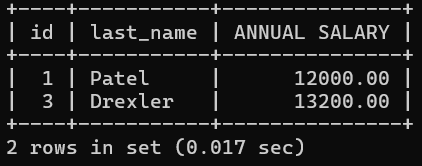 +----+-----------+---------------+
| id | last_name | ANNUAL SALARY |
+----+-----------+---------------+
|  1 | Patel     |      12000.00 |
|  3 | Drexler   |      13200.00 |
+----+-----------+---------------+
2 rows in set (0.017 sec)